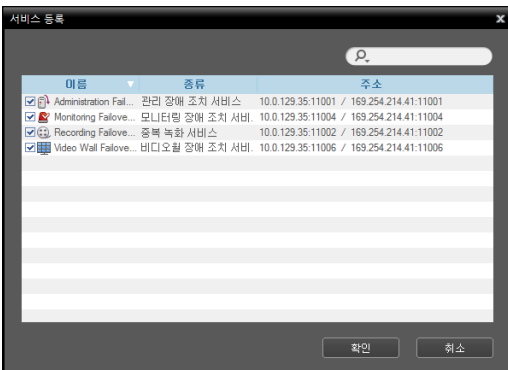 서비스 등록
이름 종류 주소
Administration Fail... 관리 장애 조치 서비스 10.0.129.35:11001 / 169.254.214.41:11001
Monitoring Failove... 모니터링 장애 조치 서비. 10.0.129.35:11004 / 169.254.214.41:11004
Recording Failove... 중복 녹화 서비스 10.0.129.35:11002 / 169.254.214.41:11002
Video Wall Failove... 비디오월 장애 조치 서비. 10.0.129.35:11006 / 169.254.214.41:11006
확인 취소